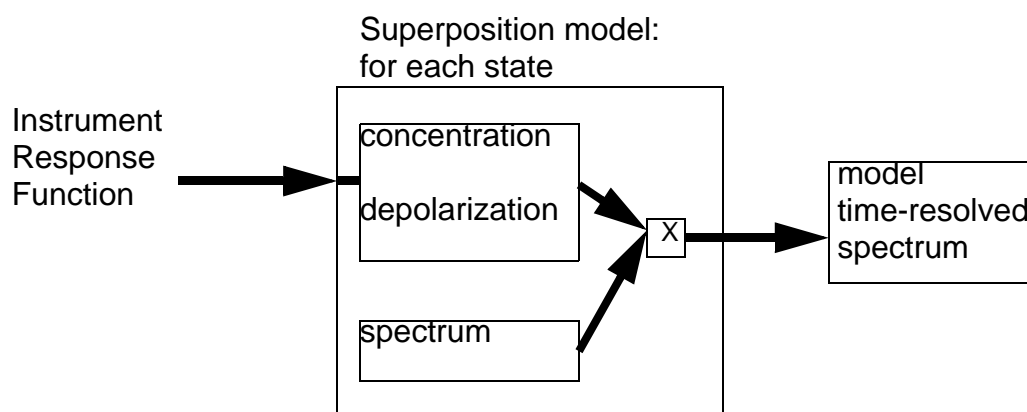 Superposition model:
for each state
Instrument
Response
Function
concentration
depolarization
spectrum
X
model
time-resolved
spectrum